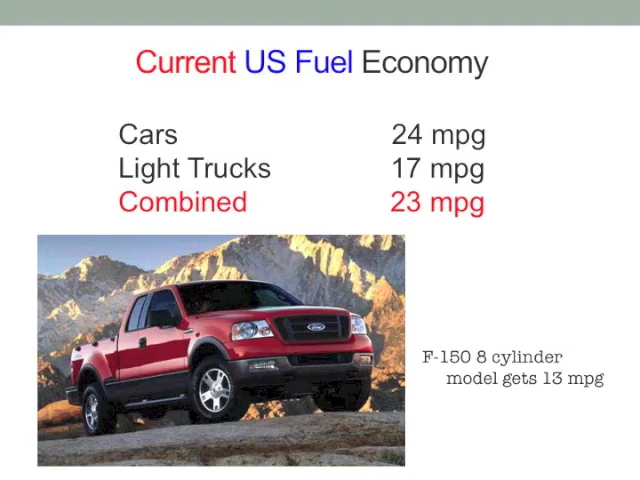 Current US Fuel Economy
Cars 24 mpg
Light Trucks 17 mpg
Combined 23 mpg
Ford
F-150 8 cylinder
model gets 13 mpg